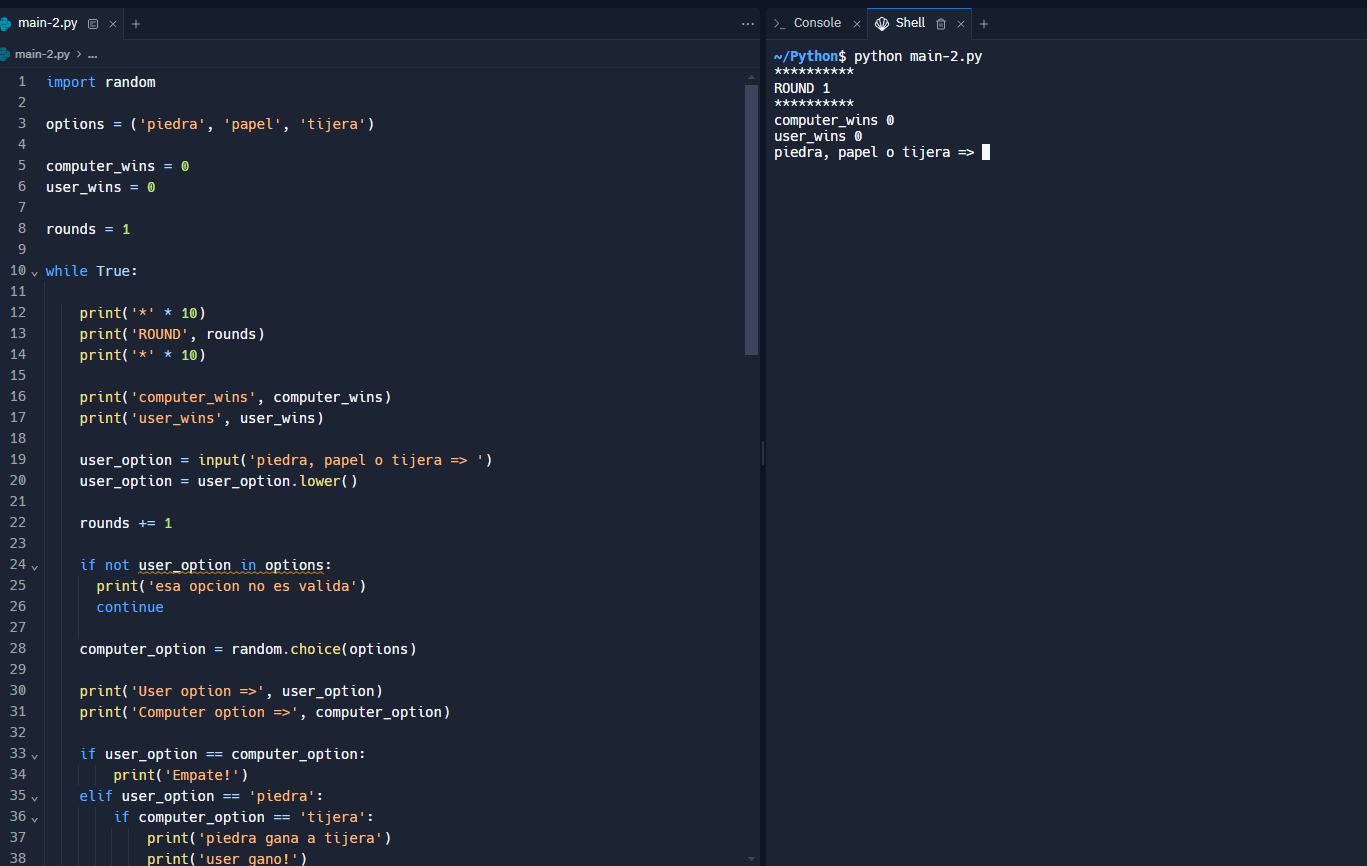 main-2.py
main-2.py > ...
1 import random
2
3 options = ('piedra', 'papel', 'tijera')
4
5 computer_wins = 0
6 user_wins = 0
7
8 rounds = 1
9
10 while True:
11
12 print('*' * 10)
13 print('ROUND', rounds)
14 print('*' * 10)
15
16 print('computer_wins', computer_wins)
17 print('user_wins', user_wins)
18
19 user_option = input('piedra, papel o tijera => ')
20 user_option = user_option.lower()
21
22 rounds += 1
23
24 if not user_option in options:
25 print('esa opcion no es valida')
26 continue
27
28 computer_option = random.choice(options)
29
30 print('User option =>', user_option)
31 print('Computer option =>', computer_option)
32
33 if user_option == computer_option:
34 print('Empate!')
35 elif user_option == 'piedra':
36 if computer_option == 'tijera':
37 print('piedra gana a tijera')
38 print('user gano!')
Console
Shell
~/Python$ python main-2.py
**********
ROUND 1
**********
computer_wins 0
user_wins 0
piedra, papel o tijera =>